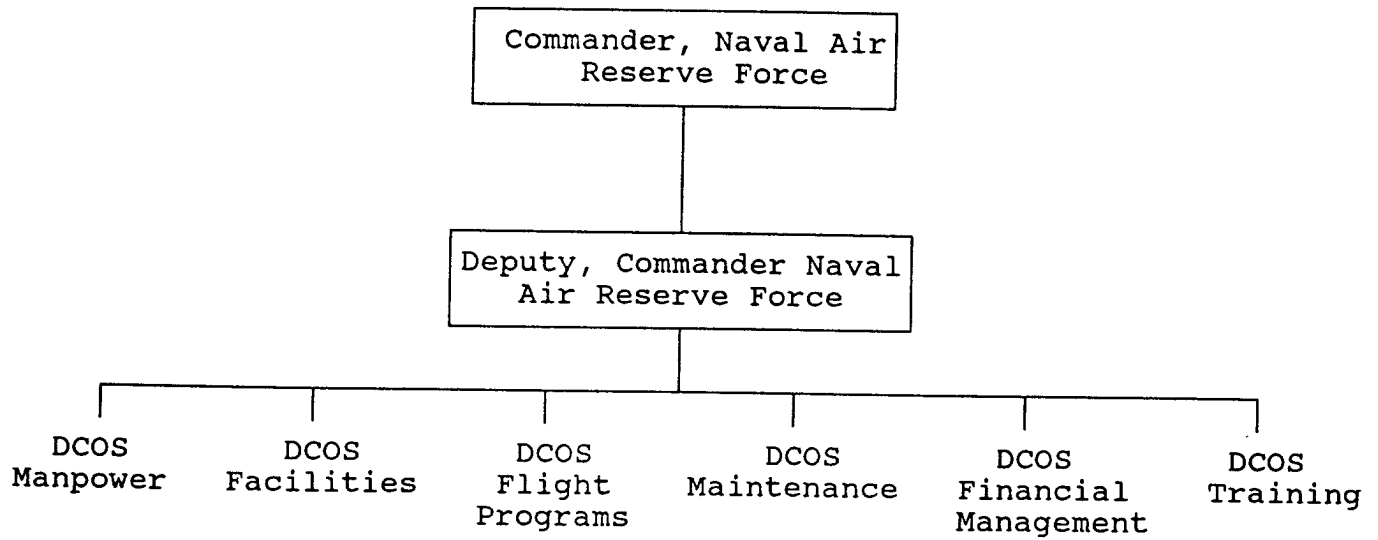 Commander, Naval Air
Reserve Force
Deputy, Commander Naval
Air Reserve Force
DCOS
Manpower
DCOS
Facilities
DCOS
Flight
Programs
DCOS
Maintenance
DCOS
Financial
Management
DCOS
Training